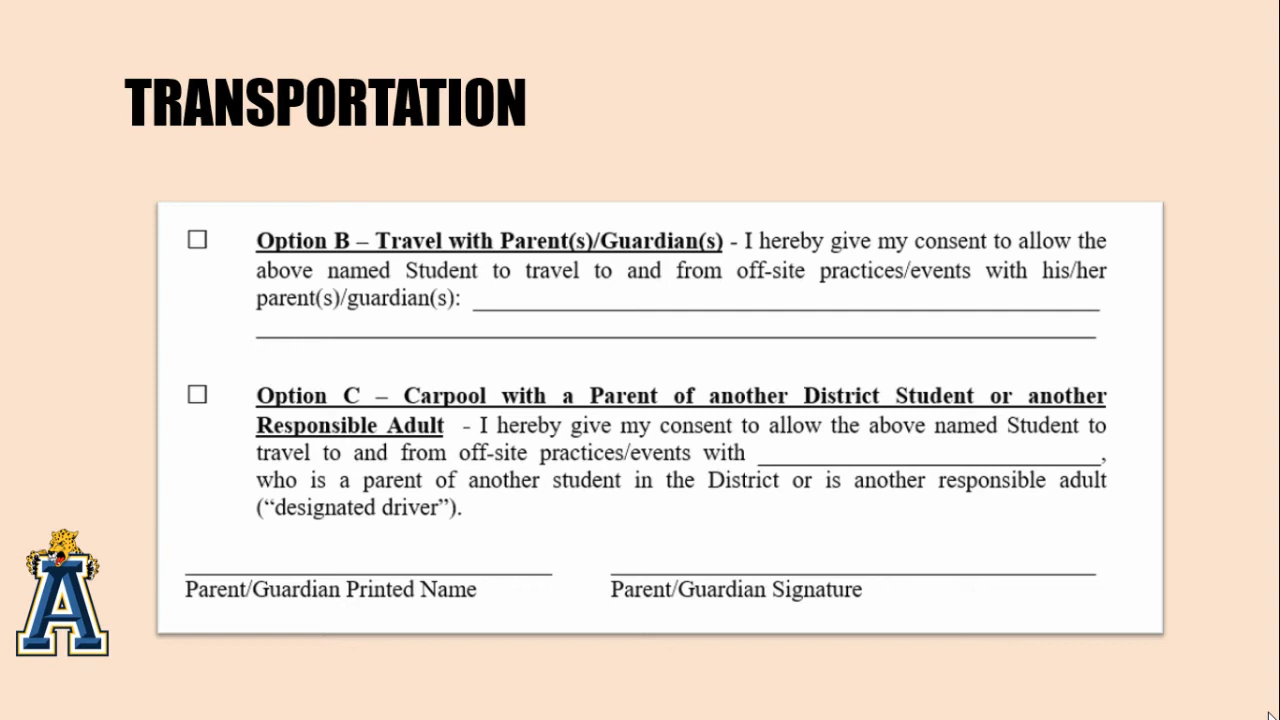 TRANSPORTATION
☐ Option B – Travel with Parent(s)/Guardian(s) - I hereby give my consent to allow the
above named Student to travel to and from off-site practices/events with his/her
parent(s)/guardian(s): ____________________
____________________
☐ Option C – Carpool with a Parent of another District Student or another
Responsible Adult - I hereby give my consent to allow the above named Student to
travel to and from off-site practices/events with ____________________,
who is a parent of another student in the District or is another responsible adult
(“designated driver”).
Parent/Guardian Printed Name
Parent/Guardian Signature
A